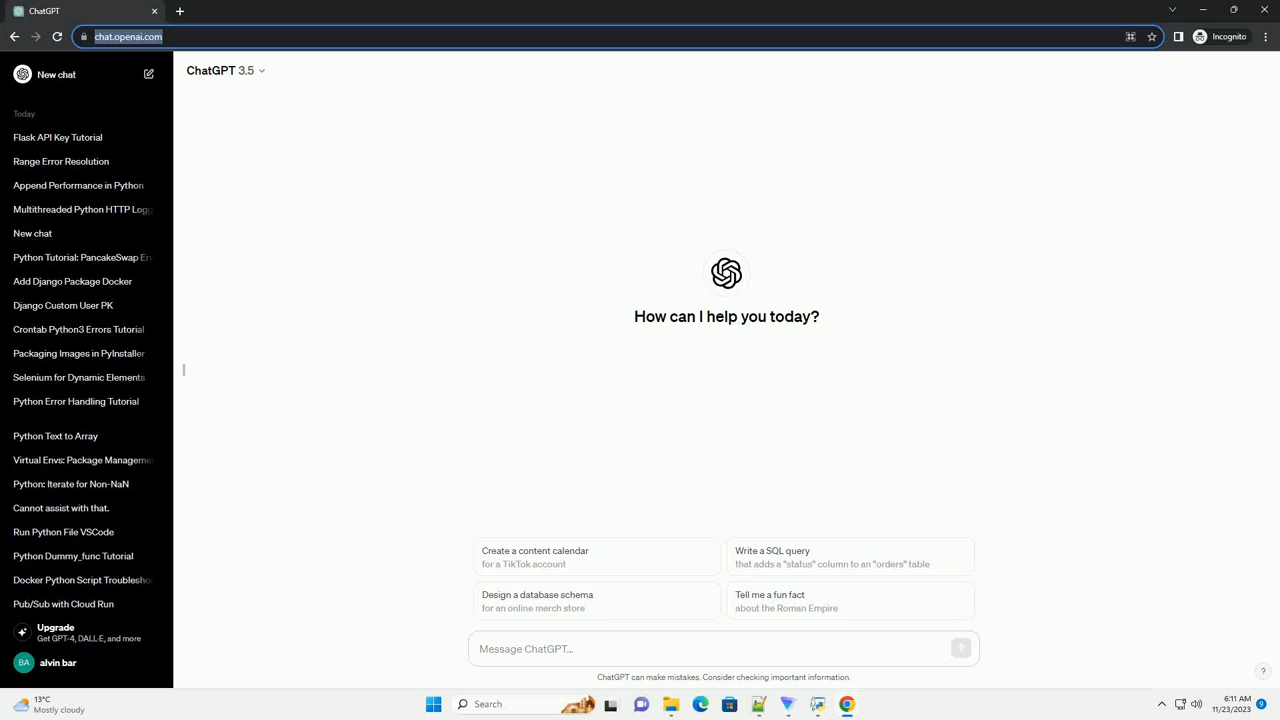 ChatGPT
chat.openai.com
Incognito
New chat
ChatGPT 3.5
Today
Flask API Key Tutorial
Range Error Resolution
Append Performance in Python
Multithreaded Python HTTP Logg
New chat
Python Tutorial: PancakeSwap Err
Add Django Package Docker
Django Custom User PK
Crontab Python3 Errors Tutorial
Packaging Images in PyInstaller
Selenium for Dynamic Elements
Python Error Handling Tutorial
Python Text to Array
Virtual Envs: Package Manageme
Python: Iterate for Non-NaN
Cannot assist with that.
Run Python File VSCode
Python Dummy_func Tutorial
Docker Python Script Troublesho
Pub/Sub with Cloud Run
Upgrade
Get GPT-4, DALL·E, and more
BA
alvin bar
How can I help you today?
Create a content calendar
for a TikTok account
Write a SQL query
that adds a "status" column to an "orders" table
Design a database schema
for an online merch store
Tell me a fun fact
about the Roman Empire
Message ChatGPT...
ChatGPT can make mistakes. Consider checking important information.
?
13°C
Mostly cloudy
Search
6:11 AM
11/23/2023
9